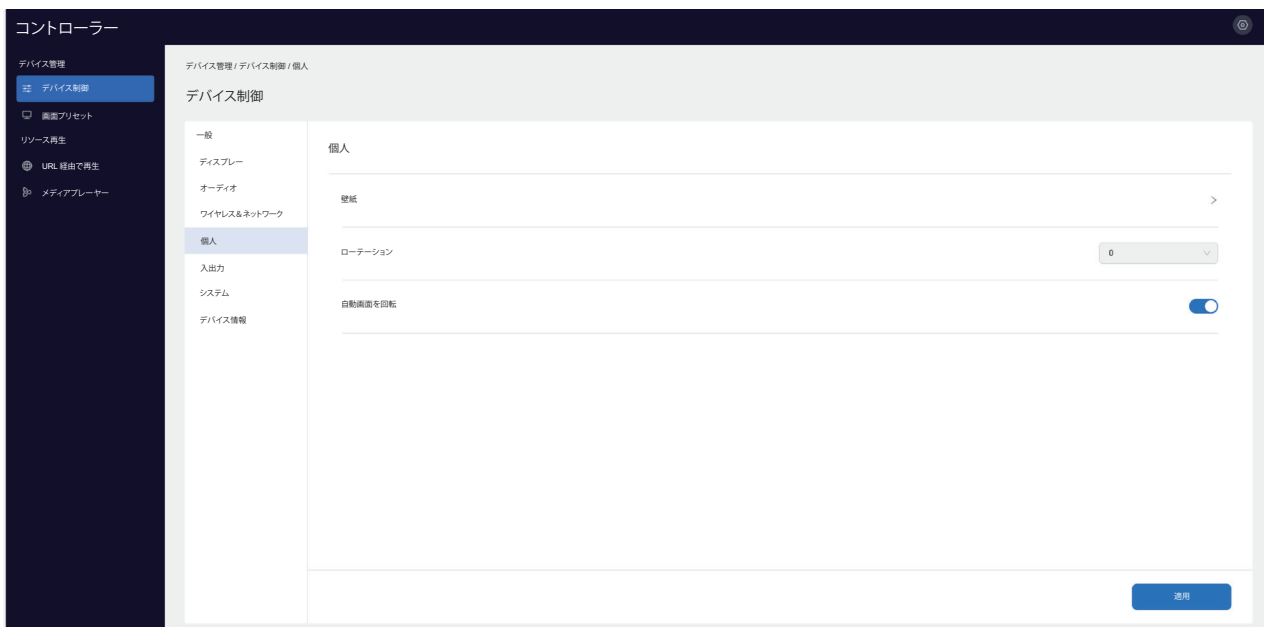 コントローラー
デバイス管理
デバイス制御
画面プリセット
リソース再生
URL 経由で再生
メディアプレーヤー
デバイス管理 / デバイス制御 / 個人
デバイス制御
一般
ディスプレー
オーディオ
ワイヤレス&ネットワーク
個人
入出力
システム
デバイス情報
個人
壁紙
ローテーション
0
自動画面を回転
適用